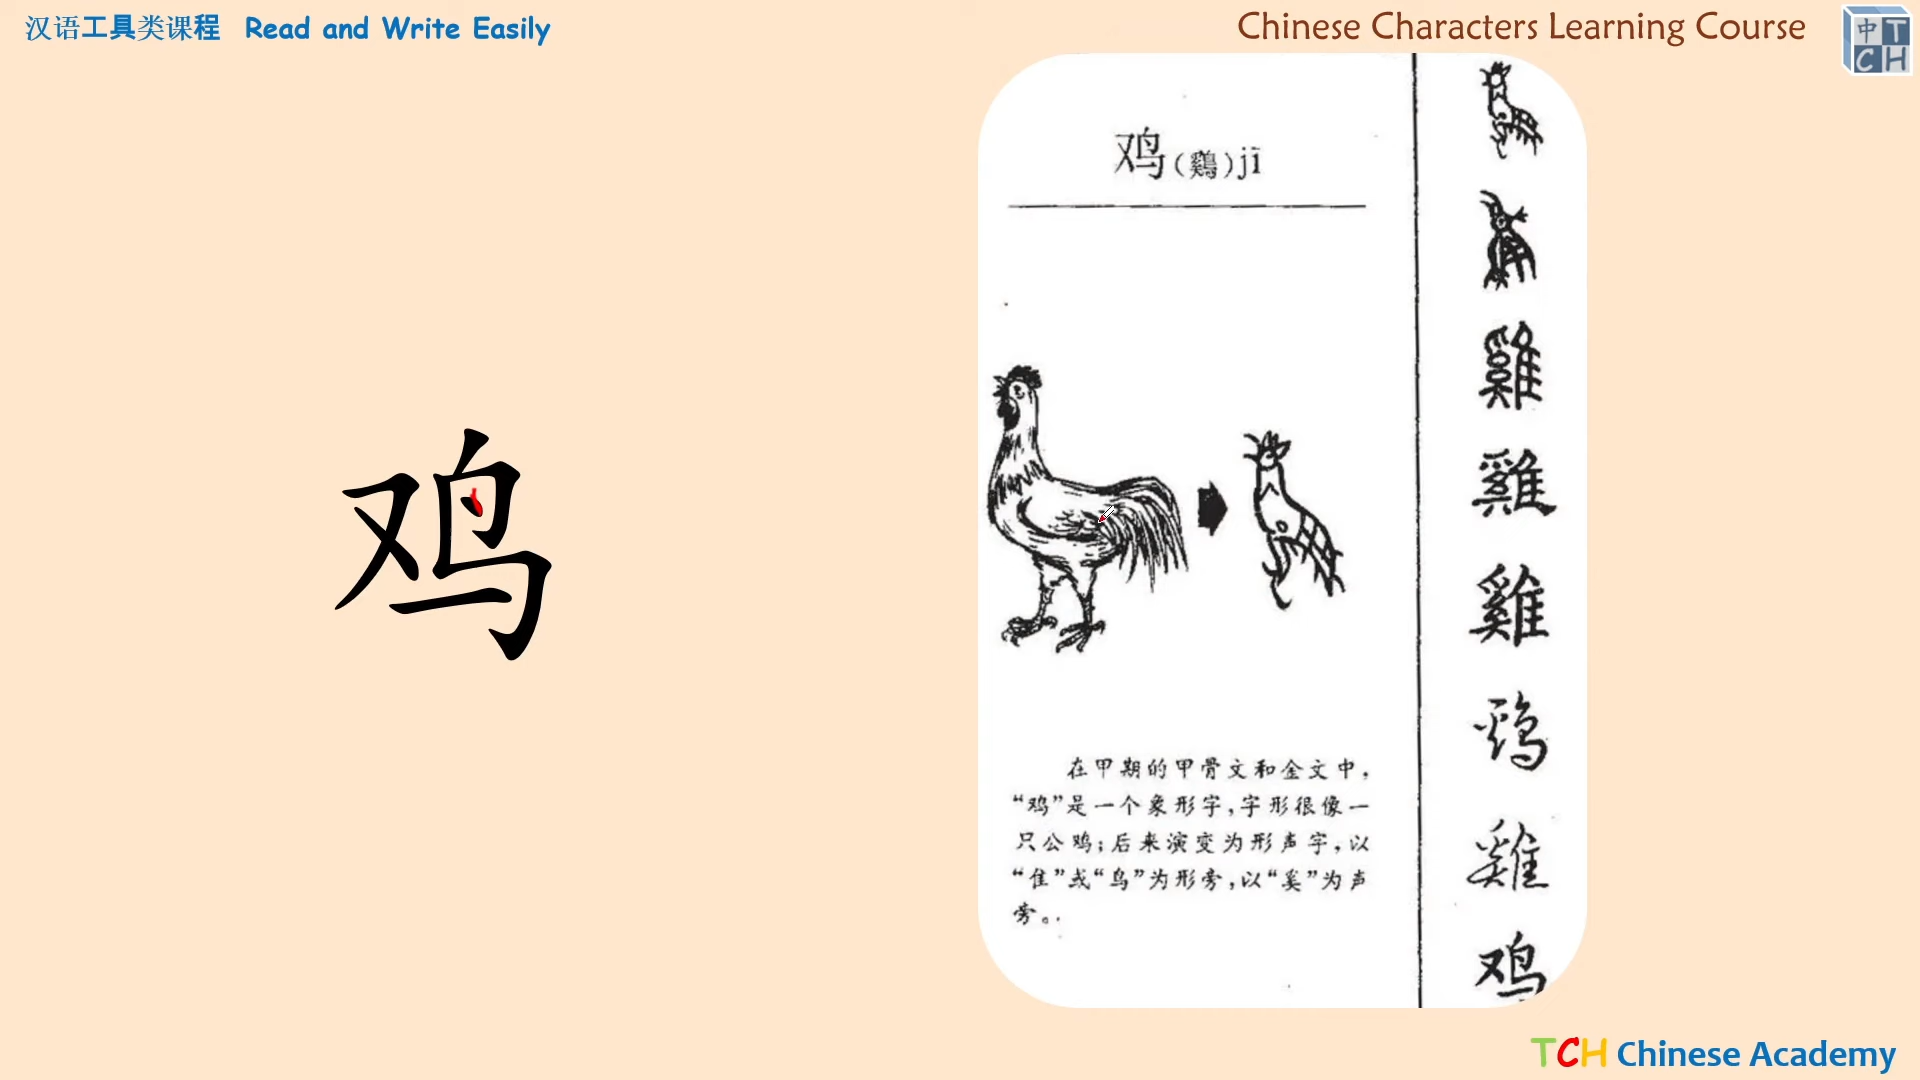 汉语工具类课程 Read and Write Easily
Chinese Characters Learning Course
中T
CH
鸡
鸡(鷄)jī
在甲期的甲骨文和金文中,
“鸡”是一个象形字,字形很像一
只公鸡;后来演变为形声字,以
“隹”或“鸟”为形旁,以“奚”为声
旁。
雞
雞
雞
鷄
雞
鸡
TCH Chinese Academy